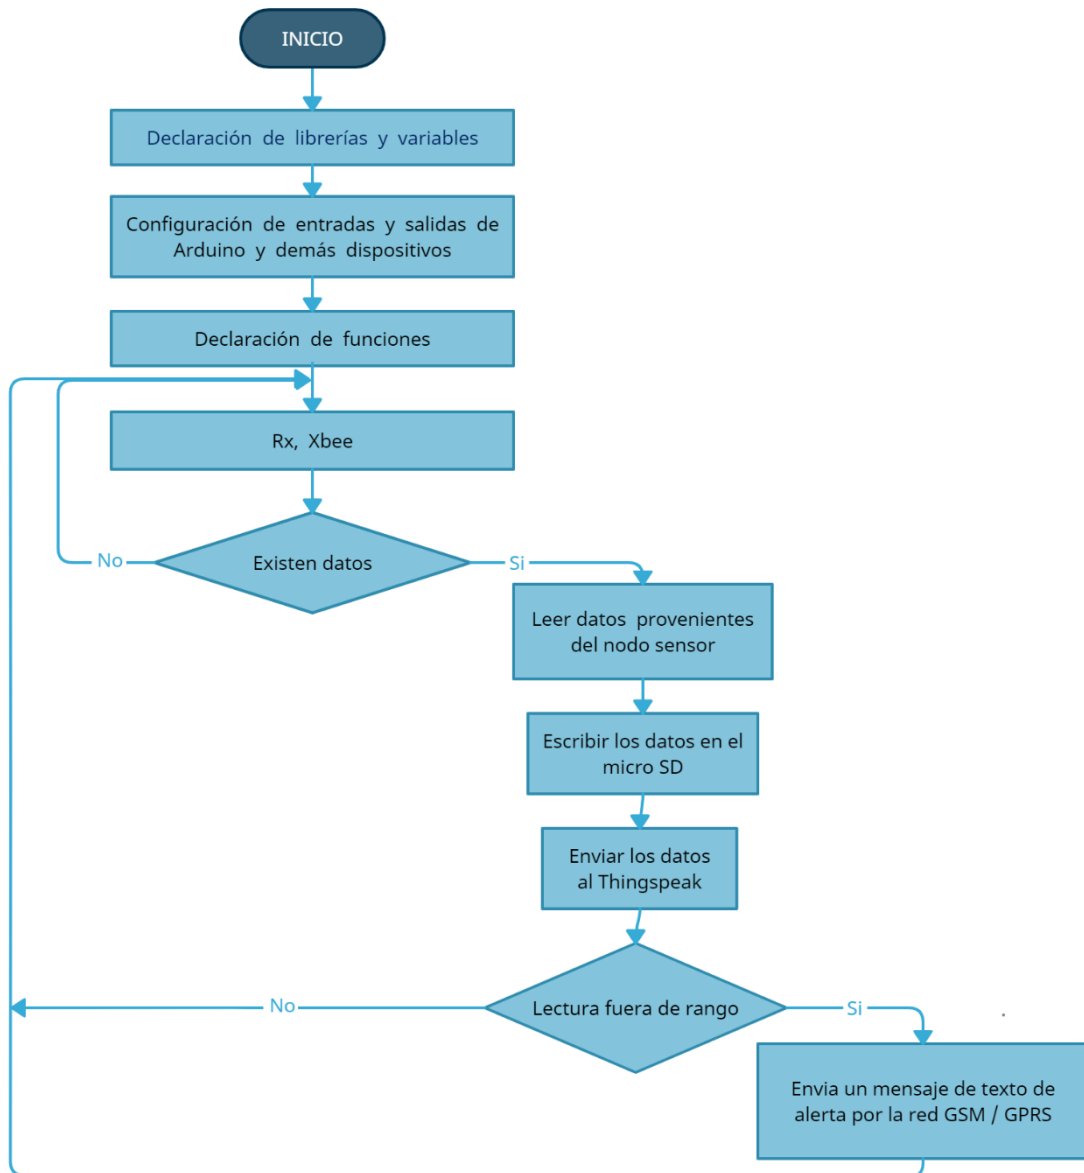 INICIO
Declaración de librerías y variables
Configuración de entradas y salidas de
Arduino y demás dispositivos
Declaración de funciones
Rx, Xbee
Existen datos
No
Si
Leer datos provenientes
del nodo sensor
Escribir los datos en el
micro SD
Enviar los datos
al Thingspeak
Lectura fuera de rango
No
Si
Envia un mensaje de texto de
alerta por la red GSM / GPRS